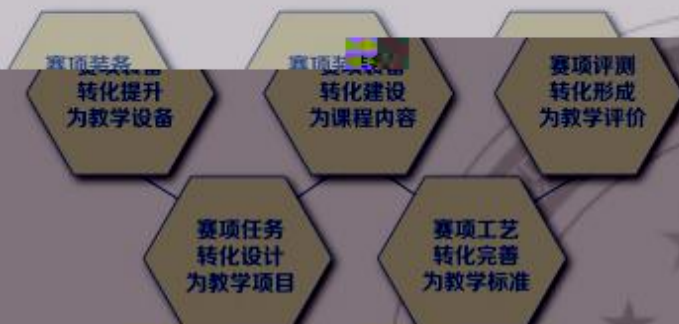 赛项装备
转化提升
为教学设备
赛项
转化建设
为课程内容
赛项评测
转化形成
为教学评价
赛项任务
转化设计
为教学项目
赛项工艺
转化完善
为教学标准